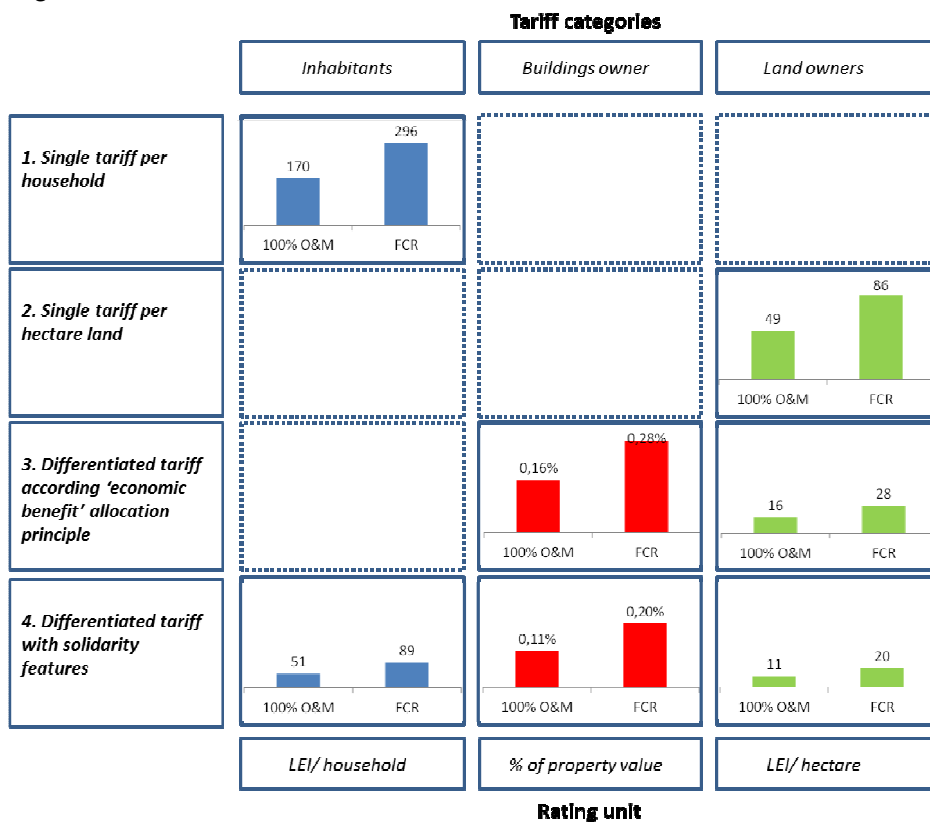 Tariff categories
Inhabitants
Buildings owner
Land owners
1. Single tariff per
household
296
170
100% O&M
FCR
2. Single tariff per
hectare land
86
49
100% O&M
FCR
3. Differentiated tariff
according ‘economic
benefit’ allocation
principle
0,28%
0,16%
100% O&M
FCR
28
16
100% O&M
FCR
4. Differentiated tariff
with solidarity
features
89
51
100% O&M
FCR
0,20%
0,11%
100% O&M
FCR
20
11
100% O&M
FCR
LEI/ household
% of property value
LEI/ hectare
Rating unit